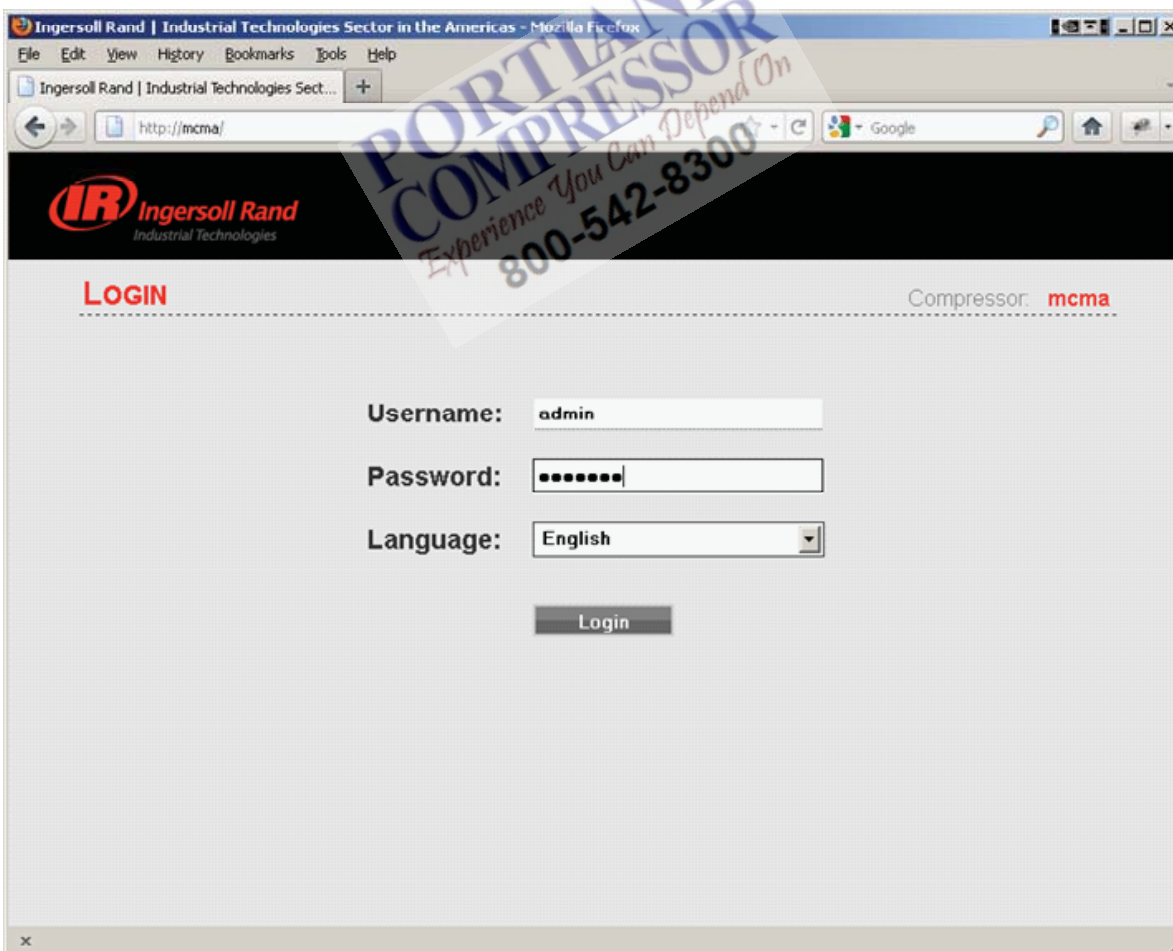 Ingersoll Rand | Industrial Technologies Sector in the Americas - Mozilla Firefox
File Edit View History Bookmarks Tools Help
Ingersoll Rand | Industrial Technologies Sect... +
http://mcma/
Google
PORTLAND
COMPRESSOR
Experience You Can Depend On
800-542-8300
IR Ingersoll Rand
Industrial Technologies
LOGIN
Compressor: mcma
Username: admin
Password: •••••••
Language: English
Login